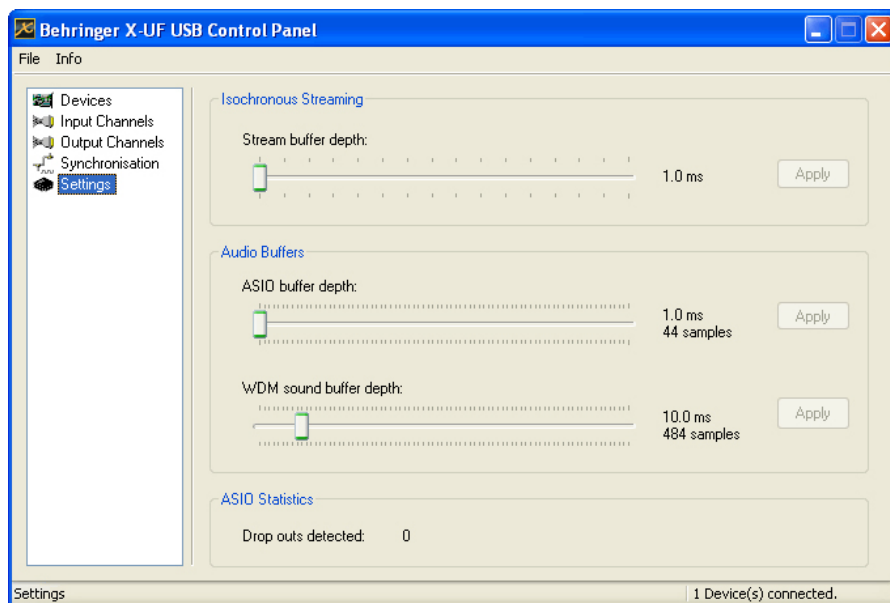 Behringer X-UF USB Control Panel
File Info
Devices
Input Channels
Output Channels
Synchronisation
Settings
Isochronous Streaming
Stream buffer depth:
1.0 ms
Apply
Audio Buffers
ASIO buffer depth:
1.0 ms
44 samples
Apply
WDM sound buffer depth:
10.0 ms
484 samples
Apply
ASIO Statistics
Drop outs detected: 0
Settings
1 Device(s) connected.